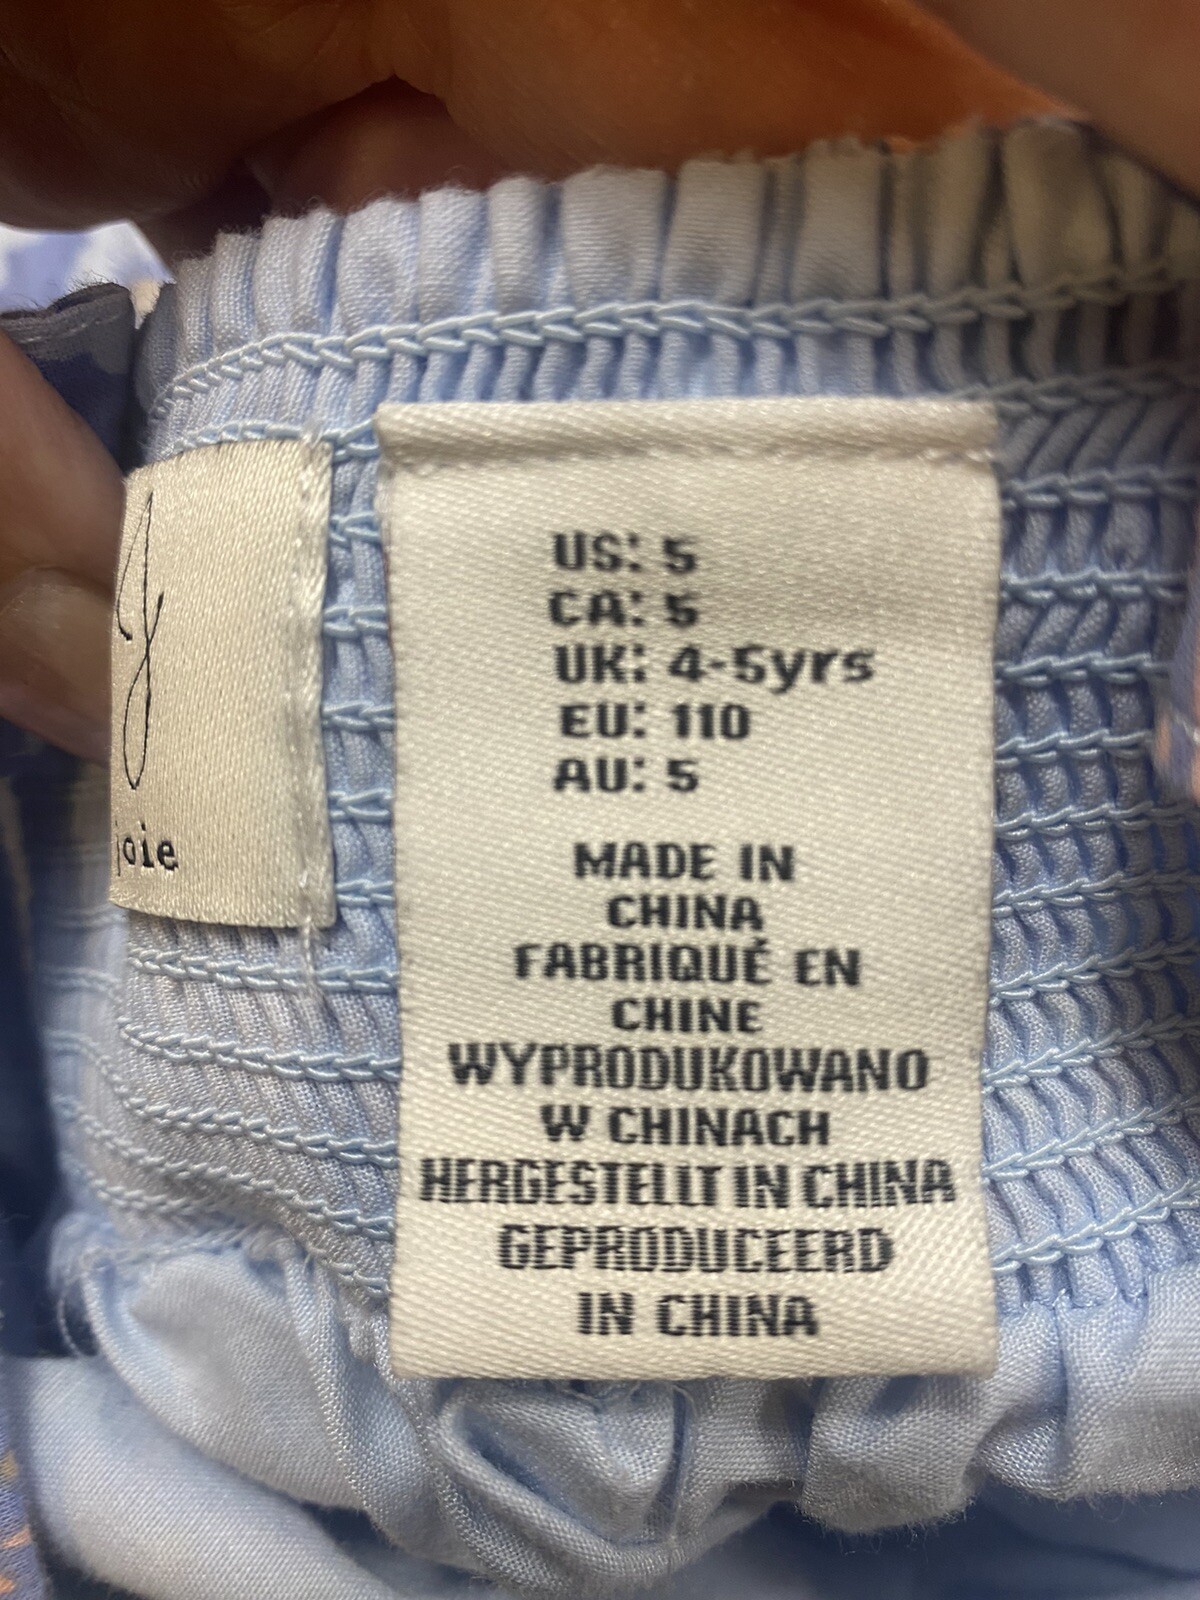 J
joie
US: 5
CA: 5
UK: 4-5yrs
EU: 110
AU: 5
MADE IN
CHINA
FABRIQUÉ EN
CHINE
WYPRODUKOWANO
W CHINACH
HERGESTELLT IN CHINA
GEPRODUCEERD
IN CHINA